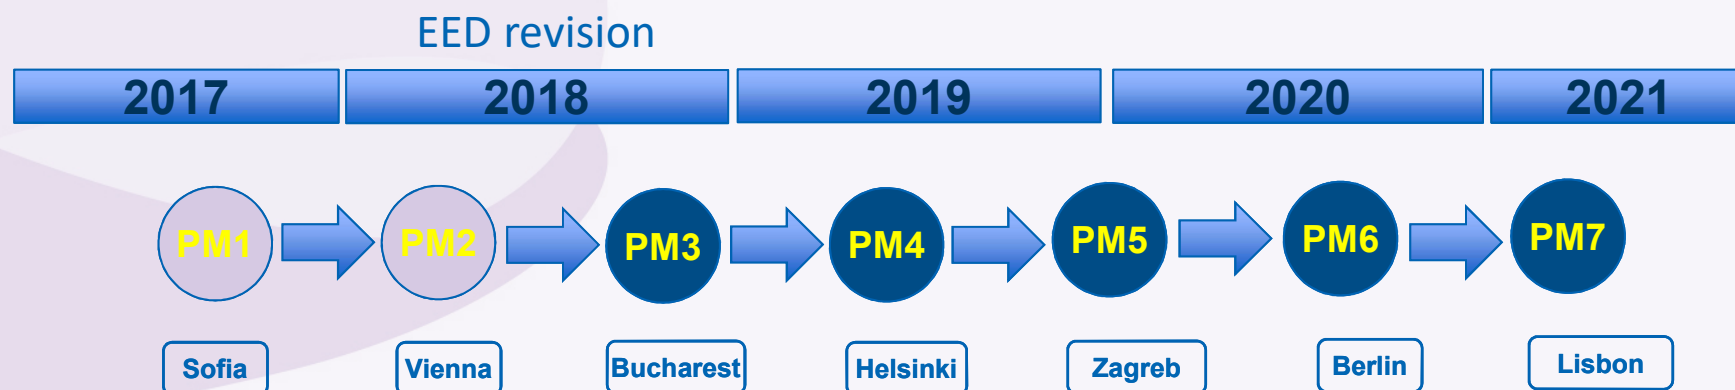 EED revision
2017 2018 2019 2020 2021
PM1 PM2 PM3 PM4 PM5 PM6 PM7
Sofia Vienna Bucharest Helsinki Zagreb Berlin Lisbon